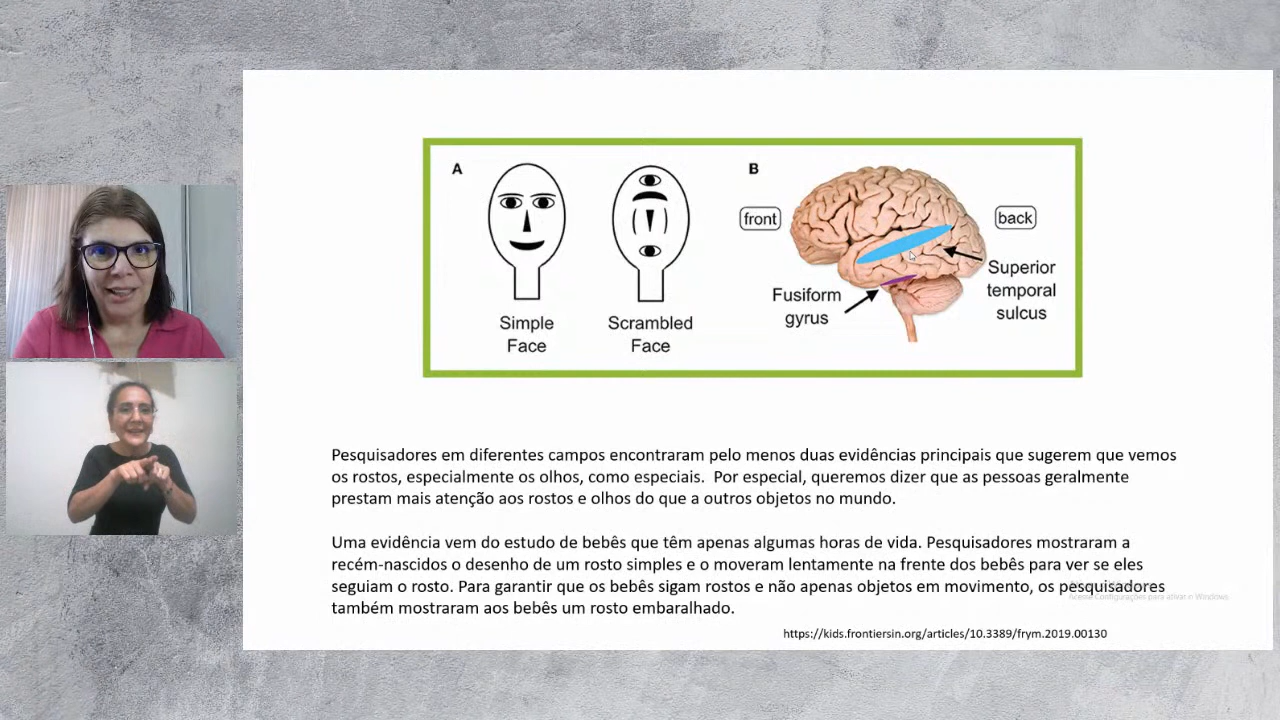 A
B
front
back
Superior
temporal
sulcus
Fusiform
gyrus
Simple
Face
Scrambled
Face
Pesquisadores em diferentes campos encontraram pelo menos duas evidências principais que sugerem que vemos
os rostos, especialmente os olhos, como especiais.  Por especial, queremos dizer que as pessoas geralmente
prestam mais atenção aos rostos e olhos do que a outros objetos no mundo.
Uma evidência vem do estudo de bebês que têm apenas algumas horas de vida. Pesquisadores mostraram a
recém-nascidos o desenho de um rosto simples e o moveram lentamente na frente dos bebês para ver se eles
seguiam o rosto. Para garantir que os bebês sigam rostos e não apenas objetos em movimento, os pesquisadores
também mostraram aos bebês um rosto embaralhado.
Acesse Configurações para ativar o Windows.
https://kids.frontiersin.org/articles/10.3389/frym.2019.00130